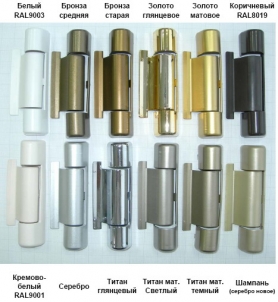 Белый
RAL9003
Бронза
средняя
Бронза
старая
Золото
глянцевое
Золото
матовое
Коричневый
RAL8019
Кремово-
белый
RAL9001
Серебро
Титан
глянцевый
Титан мат.
Светлый
Титан мат.
темный
Шампань
(серебро новое)